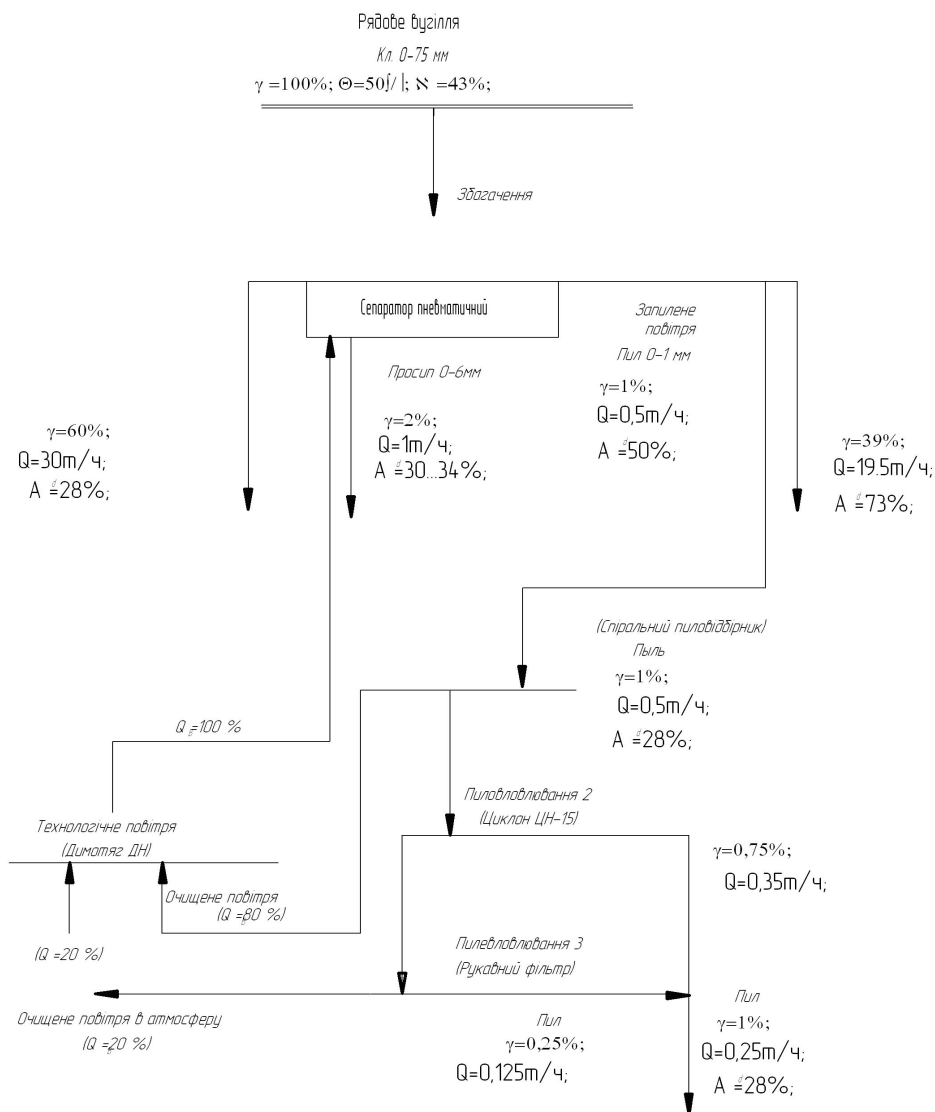 Рядове вугілля
Кл. 0-75 мм
γ =100%; Θ=50∫/ |; ℵ =43%;
Збагачення
Сепаратор пневматичний
Запилене
повітря
Пил 0-1 мм
γ=1%;
Q=0,5т/ч;
A d=50%;
Просип 0-6мм
γ=2%;
Q=1т/ч;
A d=30...34%;
γ=60%;
Q=30т/ч;
A d=28%;
γ=39%;
Q=19.5т/ч;
A d=73%;
(Спіральний пиловідбірник)
Пыль
γ=1%;
Q=0,5т/ч;
A d=28%;
Q =100 %
Пиловловлювання 2
(Циклон ЦН-15)
Технологічне повітря
(Димотяг ДН)
γ=0,75%;
Q=0,35т/ч;
Очищене повітря
(Q =80 %)
(Q =20 %)
Пилевловлювання 3
(Рукавний фільтр)
Очищене повітря в атмосферу
(Q =20 %)
Пил
γ=0,25%;
Q=0,125т/ч;
Пил
γ=1%;
Q=0,25т/ч;
A d=28%;